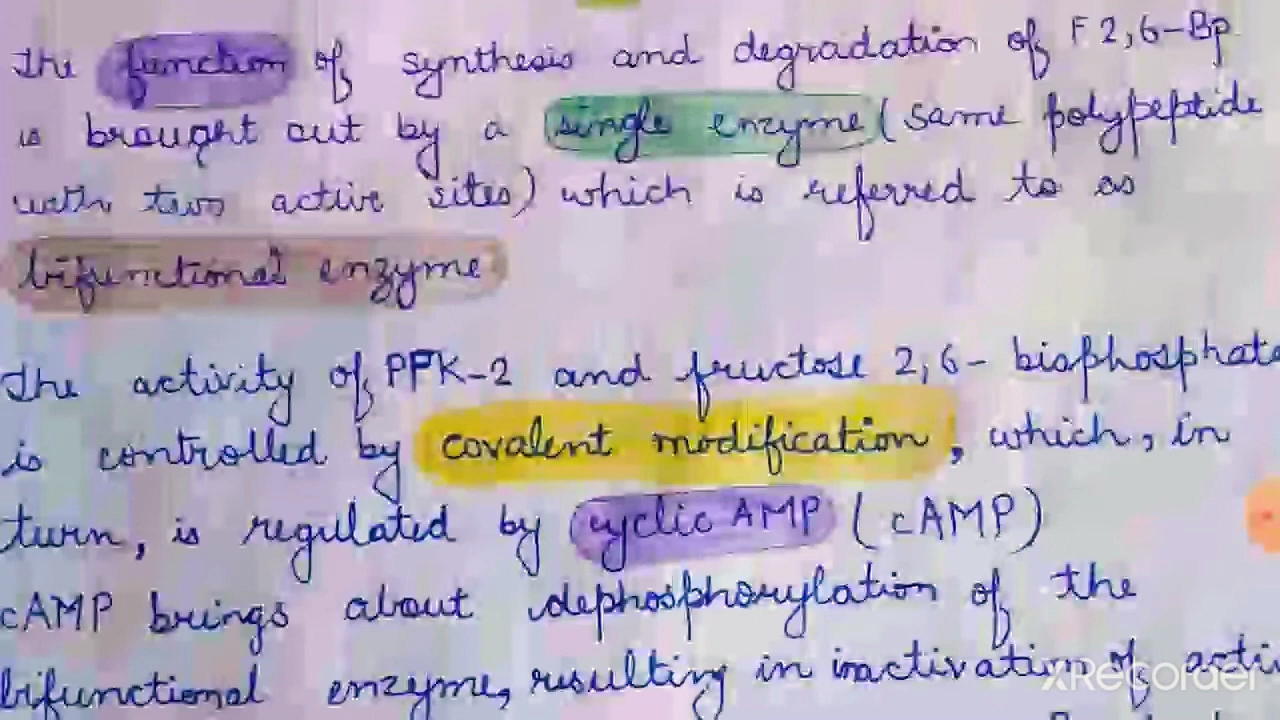 The function of synthesis and degradation of F 2,6-Bp
is brought out by a single enzyme (same polypeptide
with two active sites) which is referred to as
bifunctional enzyme
The activity of PFK-2 and fructose 2,6- bisphosphate
is controlled by covalent modification, which, in
turn, is regulated by cyclic AMP (cAMP)
cAMP brings about dephosphorylation of the
bifunctional enzyme, resulting in inactivation of acti
XRecorder